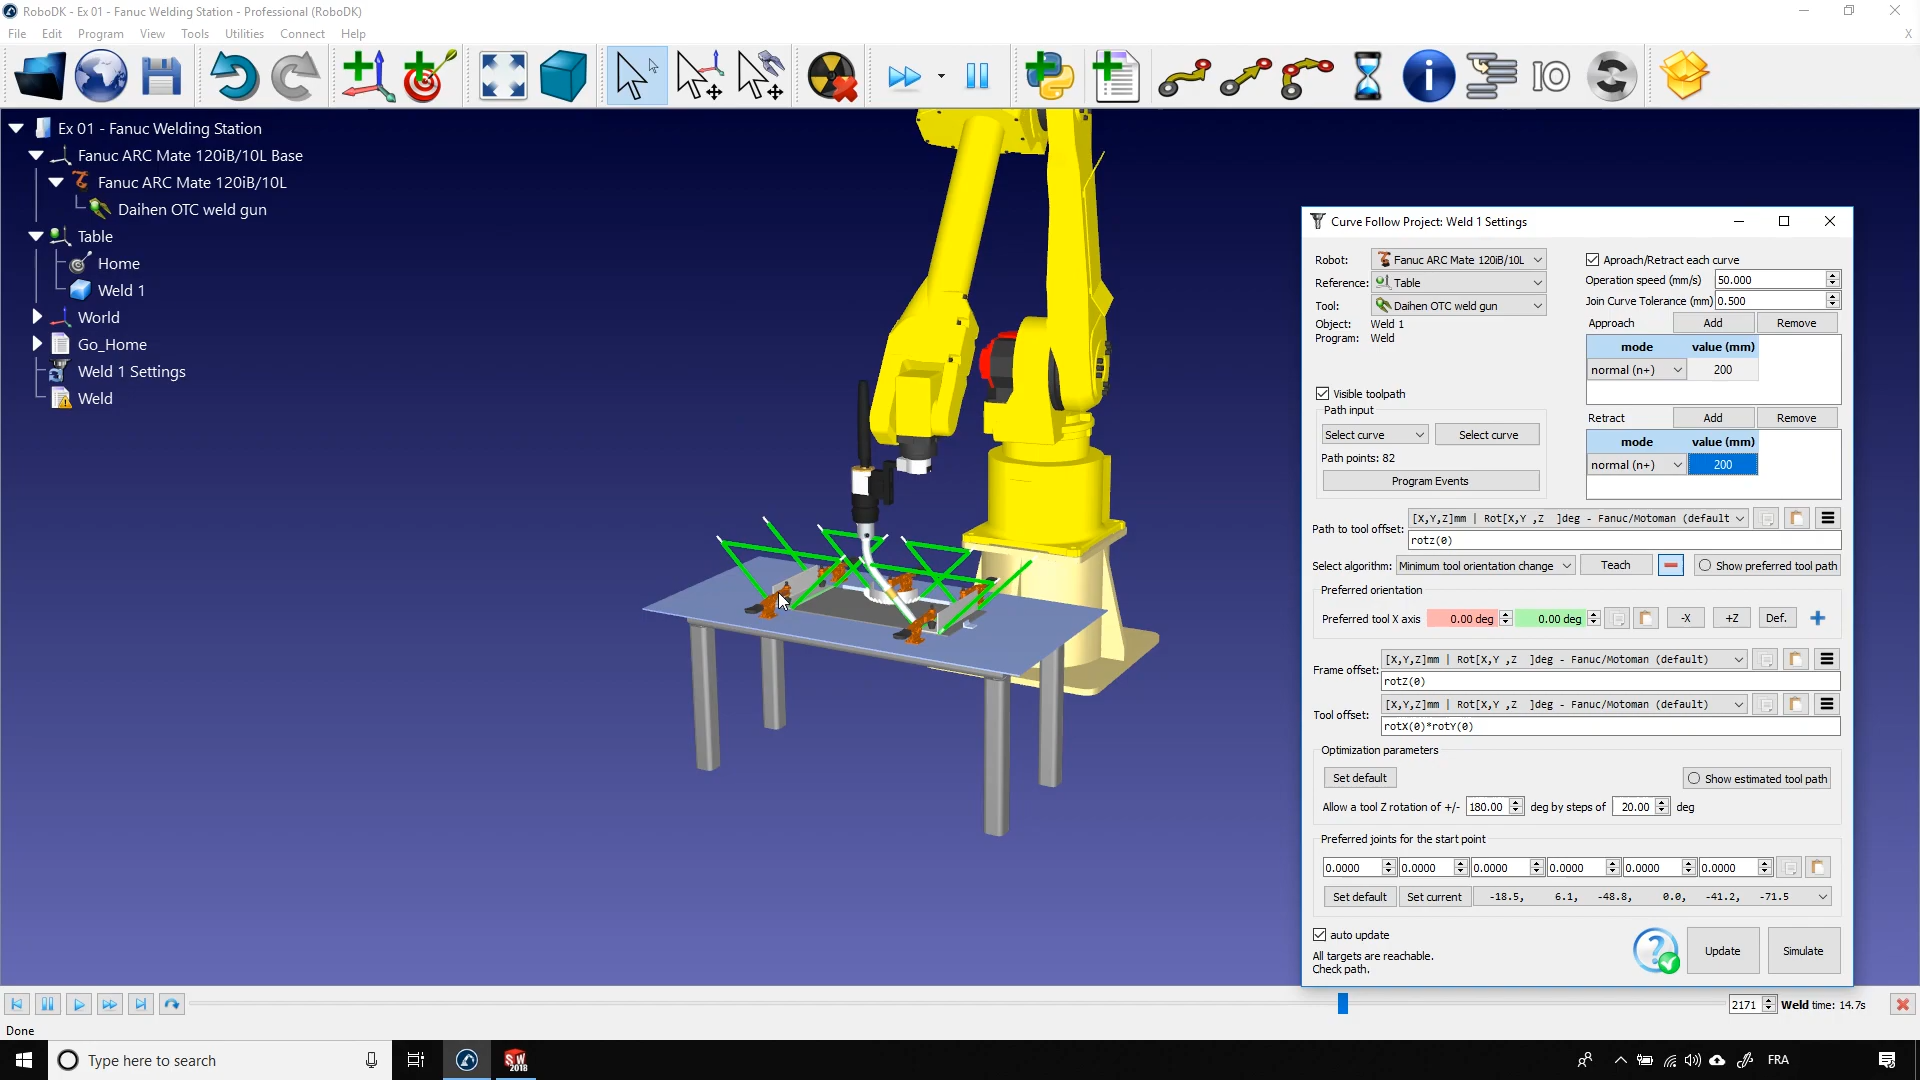 RoboDK - Ex 01 - Fanuc Welding Station - Professional (RoboDK)
File Edit Program View Tools Utilities Connect Help X
IO
Ex 01 - Fanuc Welding Station
Fanuc ARC Mate 120iB/10L Base
Fanuc ARC Mate 120iB/10L
Daihen OTC weld gun
Table
Home
Weld 1
World
Go_Home
Weld 1 Settings
Weld
Curve Follow Project: Weld 1 Settings
Robot: Fanuc ARC Mate 120iB/10L
Reference: Table
Tool: Daihen OTC weld gun
Object: Weld 1
Program: Weld
Visible toolpath
Path input
Select curve Select curve
Path points: 82
Program Events
Aproach/Retract each curve
Operation speed (mm/s) 50.000
Join Curve Tolerance (mm) 0.500
Approach Add Remove
mode value (mm)
normal (n+) 200
Retract Add Remove
mode value (mm)
normal (n+) 200
Path to tool offset: [X,Y,Z]mm | Rot[X,Y ,Z ]deg - Fanuc/Motoman (default
rotz(0)
Select algorithm: Minimum tool orientation change Teach Show preferred tool path
Preferred orientation
Preferred tool X axis 0.00 deg 0.00 deg -X +Z Def.
Frame offset: [X,Y,Z]mm | Rot[X,Y ,Z ]deg - Fanuc/Motoman (default)
rotZ(0)
Tool offset: [X,Y,Z]mm | Rot[X,Y ,Z ]deg - Fanuc/Motoman (default)
rotX(0)*rotY(0)
Optimization parameters
Set default Show estimated tool path
Allow a tool Z rotation of +/- 180.00 deg by steps of 20.00 deg
Preferred joints for the start point
0.0000 0.0000 0.0000 0.0000 0.0000 0.0000
Set default Set current -18.5, 6.1, -48.8, 0.0, -41.2, -71.5
auto update
All targets are reachable.
Check path.
Update Simulate
2171 Weld time: 14.7s
Done
Type here to search
SW 2018
FRA